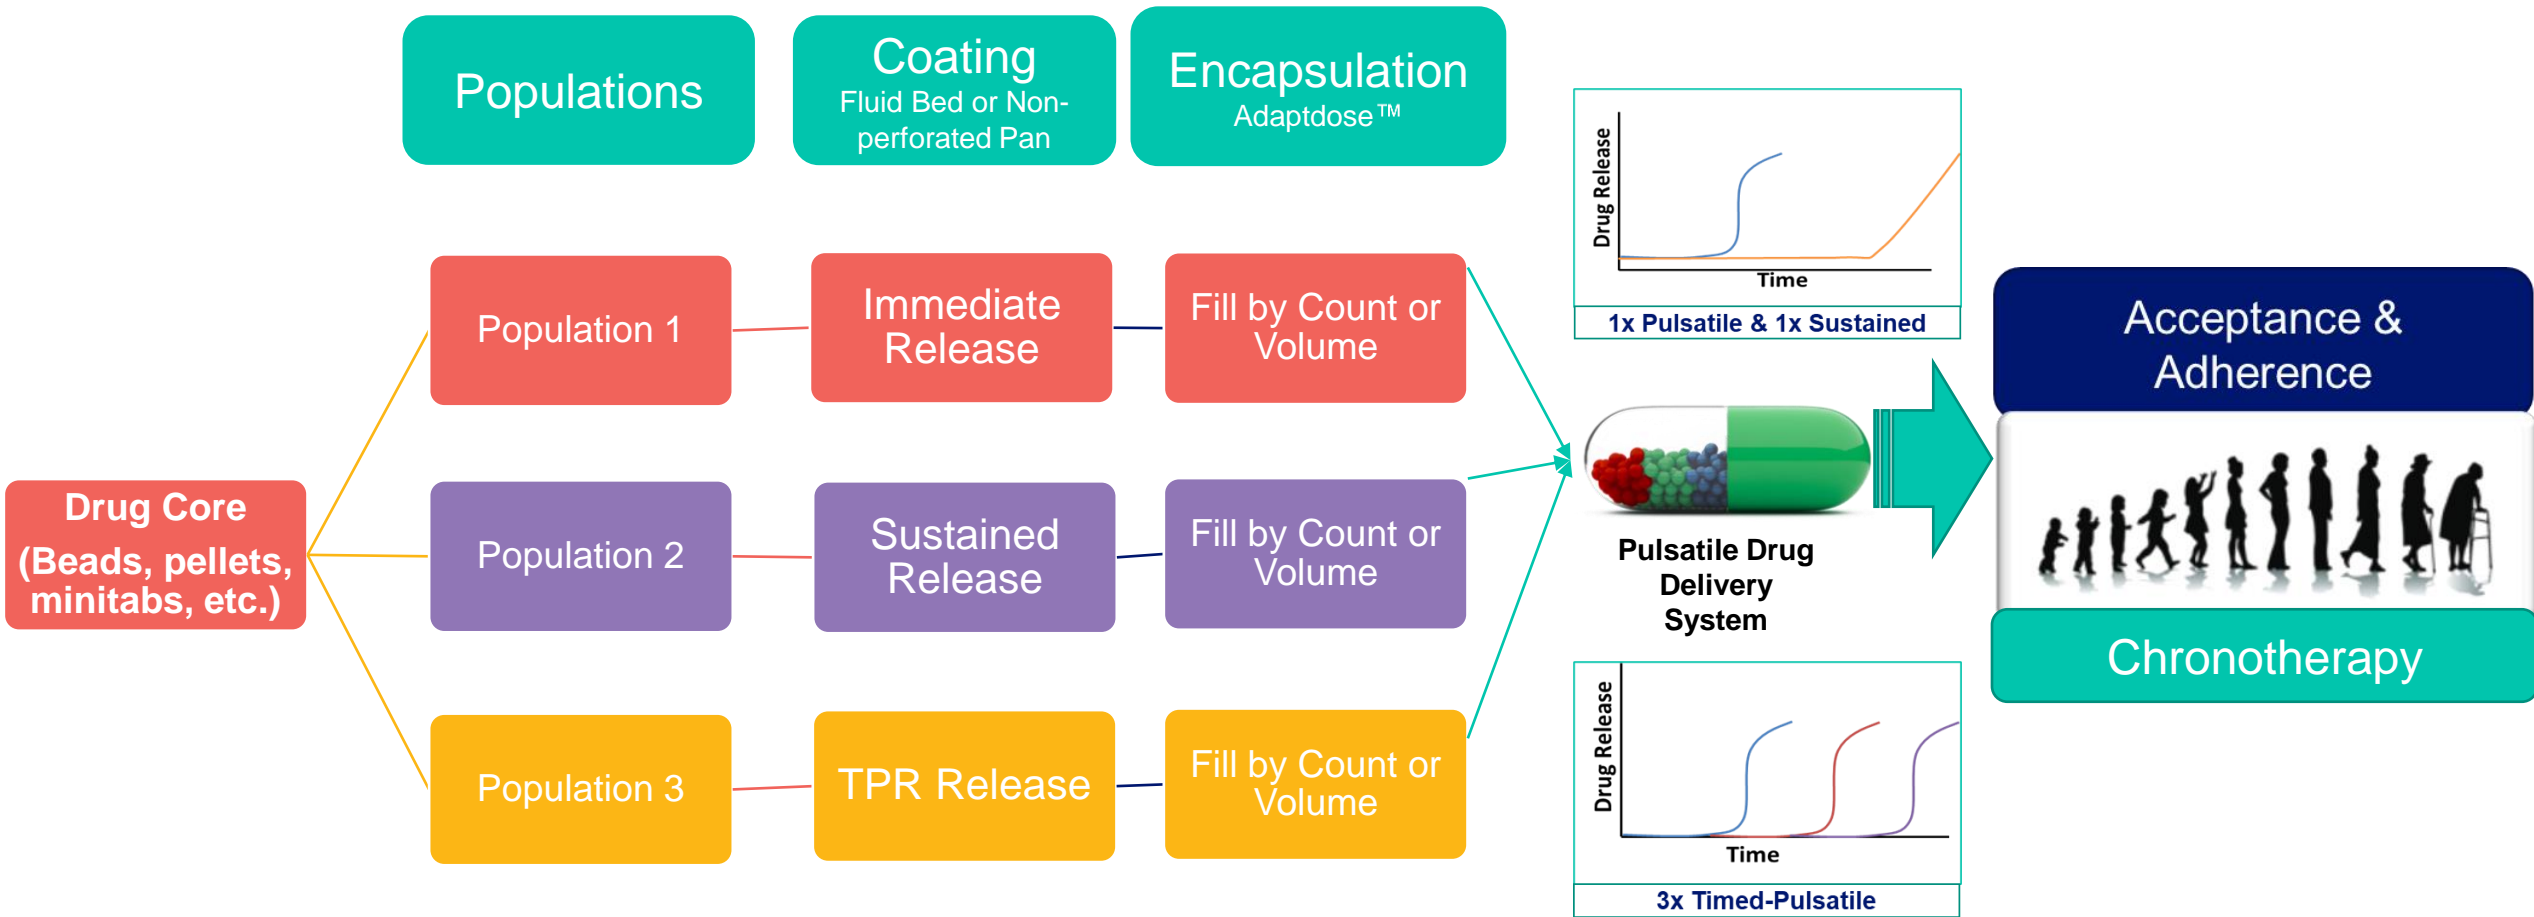 Populations
Coating
Fluid Bed or Non-
perforated Pan
Encapsulation
Adaptdose™
Drug Core
(Beads, pellets,
minitabs, etc.)
Population 1
Immediate
Release
Fill by Count or
Volume
Population 2
Sustained
Release
Fill by Count or
Volume
Population 3
TPR Release
Fill by Count or
Volume
Drug Release
Time
1x Pulsatile & 1x Sustained
Pulsatile Drug
Delivery
System
Drug Release
Time
3x Timed-Pulsatile
Acceptance &
Adherence
Chronotherapy